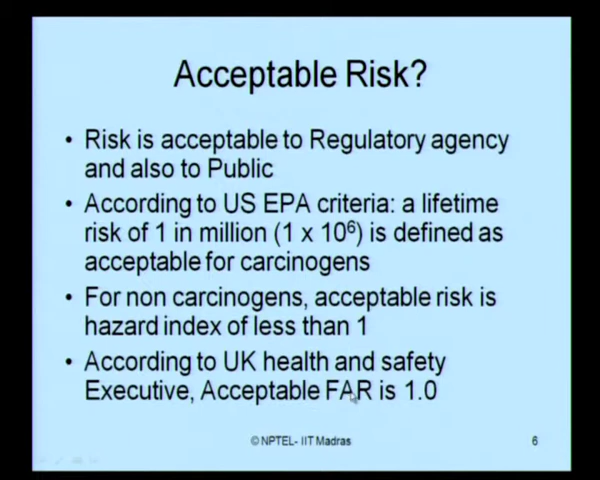 Acceptable Risk?
• Risk is acceptable to Regulatory agency
and also to Public
• According to US EPA criteria: a lifetime
risk of 1 in million (1 x 10⁶) is defined as
acceptable for carcinogens
• For non carcinogens, acceptable risk is
hazard index of less than 1
• According to UK health and safety
Executive, Acceptable FAR is 1.0
© NPTEL- IIT Madras
6